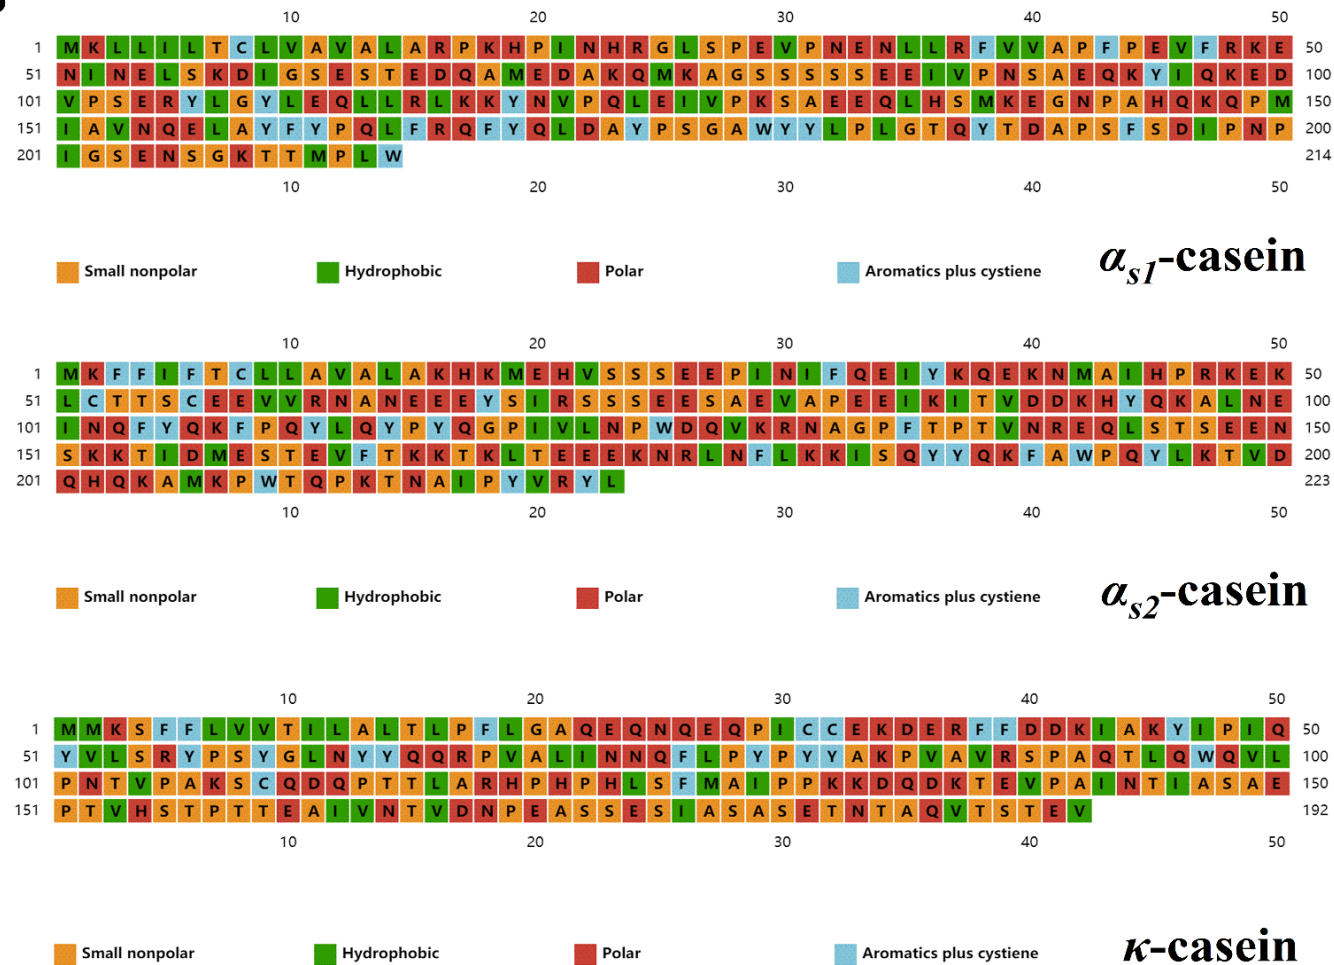 10 20 30 40 50
1 M K L L I L T C L V A V A L A R P K H P I N H R G L S P E V P N E N L L R F V V A P F P E V F R K E 50
51 N I N E L S K D I G S E S T E D Q A M E D A K Q M K A G S S S S S E E I V P N S A E Q K Y I Q K E D 100
101 V P S E R Y L G Y L E Q L L R L K K Y N V P Q L E I V P K S A E E Q L H S M K E G N P A H Q K Q P M 150
151 I A V N Q E L A Y F Y P Q L F R Q F Y Q L D A Y P S G A W Y Y L P L G T Q Y T D A P S F S D I P N P 200
201 I G S E N S G K T T M P L W 214
10 20 30 40 50
Small nonpolar Hydrophobic Polar Aromatics plus cystiene
αs1-casein
10 20 30 40 50
1 M K F F I F T C L L A V A L A K H K M E H V S S S E E P I N I F Q E I Y K Q E K N M A I H P R K E K 50
51 L C T T S C E E V V R N A N E E E Y S I R S S S E E S A E V A P E E I K I T V D D K H Y Q K A L N E 100
101 I N Q F Y Q K F P Q Y L Q Y P Y Q G P I V L N P W D Q V K R N A G P F T P T V N R E Q L S T S E E N 150
151 S K K T I D M E S T E V F T K K T K L T E E E K N R L N F L K K I S Q Y Y Q K F A W P Q Y L K T V D 200
201 Q H Q K A M K P W T Q P K T N A I P Y V R Y L 223
10 20 30 40 50
Small nonpolar Hydrophobic Polar Aromatics plus cystiene
αs2-casein
10 20 30 40 50
1 M M K S F F L V V T I L A L T L P F L G A Q E Q N Q E Q P I C C E K D E R F F D D K I A K Y I P I Q 50
51 Y V L S R Y P S Y G L N Y Y Q Q R P V A L I N N Q F L P Y P Y Y A K P V A V R S P A Q T L Q W Q V L 100
101 P N T V P A K S C Q D Q P T T L A R H P H P H L S F M A I P P K K D Q D K T E V P A I N T I A S A E 150
151 P T V H S T P T T E A I V N T V D N P E A S S E S I A S A S E T N T A Q V T S T E V 192
10 20 30 40 50
Small nonpolar Hydrophobic Polar Aromatics plus cystiene
κ-casein